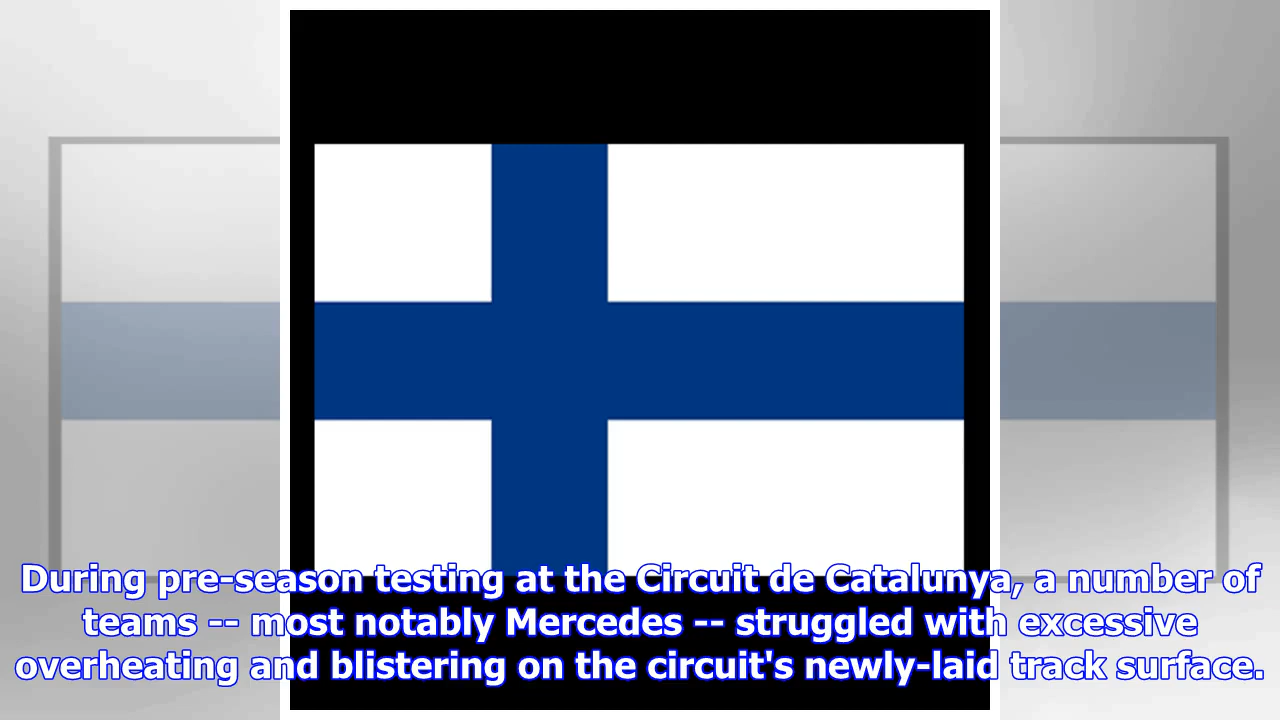 During pre-season testing at the Circuit de Catalunya, a number of
teams -- most notably Mercedes -- struggled with excessive
overheating and blistering on the circuit's newly-laid track surface.